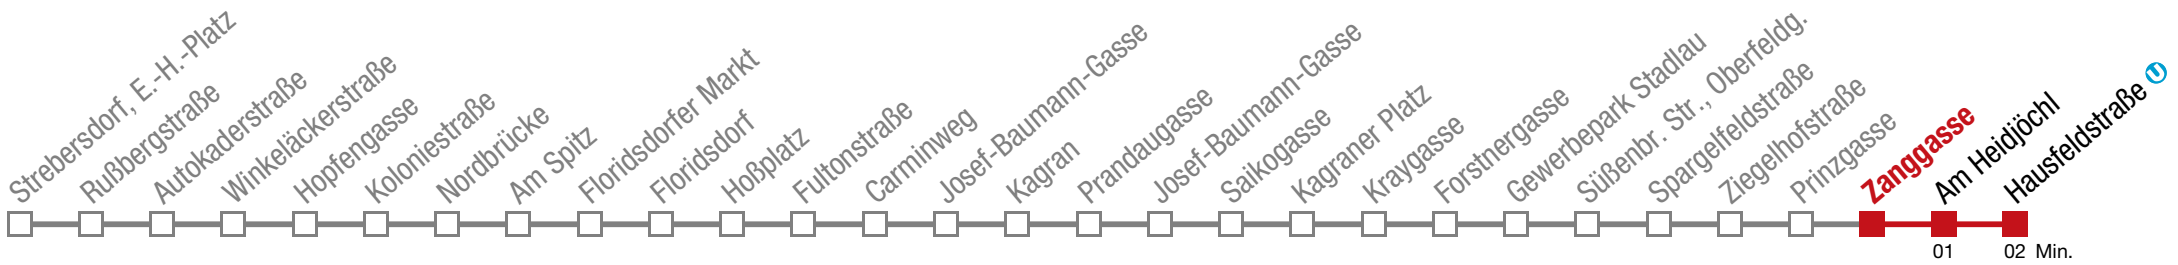 Strebersdorf, E.-H.-Platz
Rußbergstraße
Autokaderstraße
Winkeläckerstraße
Hopfengasse
Koloniestraße
Nordbrücke
Am Spitz
Floridsdorfer Markt
Floridsdorf
Hoßplatz
Fultonstraße
Carminweg
Josef-Baumann-Gasse
Kagran
Prandaugasse
Josef-Baumann-Gasse
Saikogasse
Kagraner Platz
Kraygasse
Forstnergasse
Gewerbepark Stadlau
Süßenbr. Str., Oberfeldg.
Spargelfeldstraße
Ziegelhofstraße
Prinzgasse
Zanggasse
Am Heidjöchl
Hausfeldstraße U
01 02 Min.